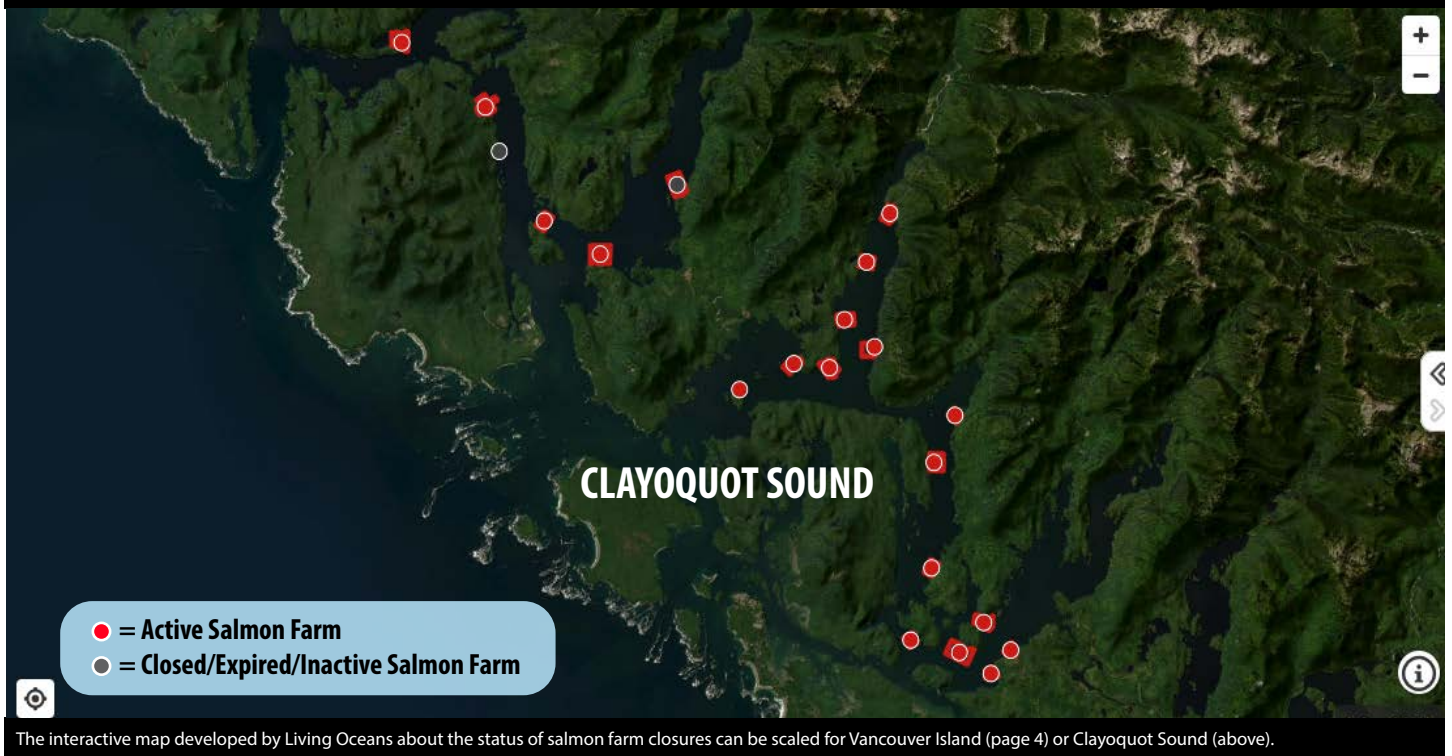 CLAYOQUOT SOUND
= Active Salmon Farm
= Closed/Expired/Inactive Salmon Farm
The interactive map developed by Living Oceans about the status of salmon farm closures can be scaled for Vancouver Island (page 4) or Clayoquot Sound (above).